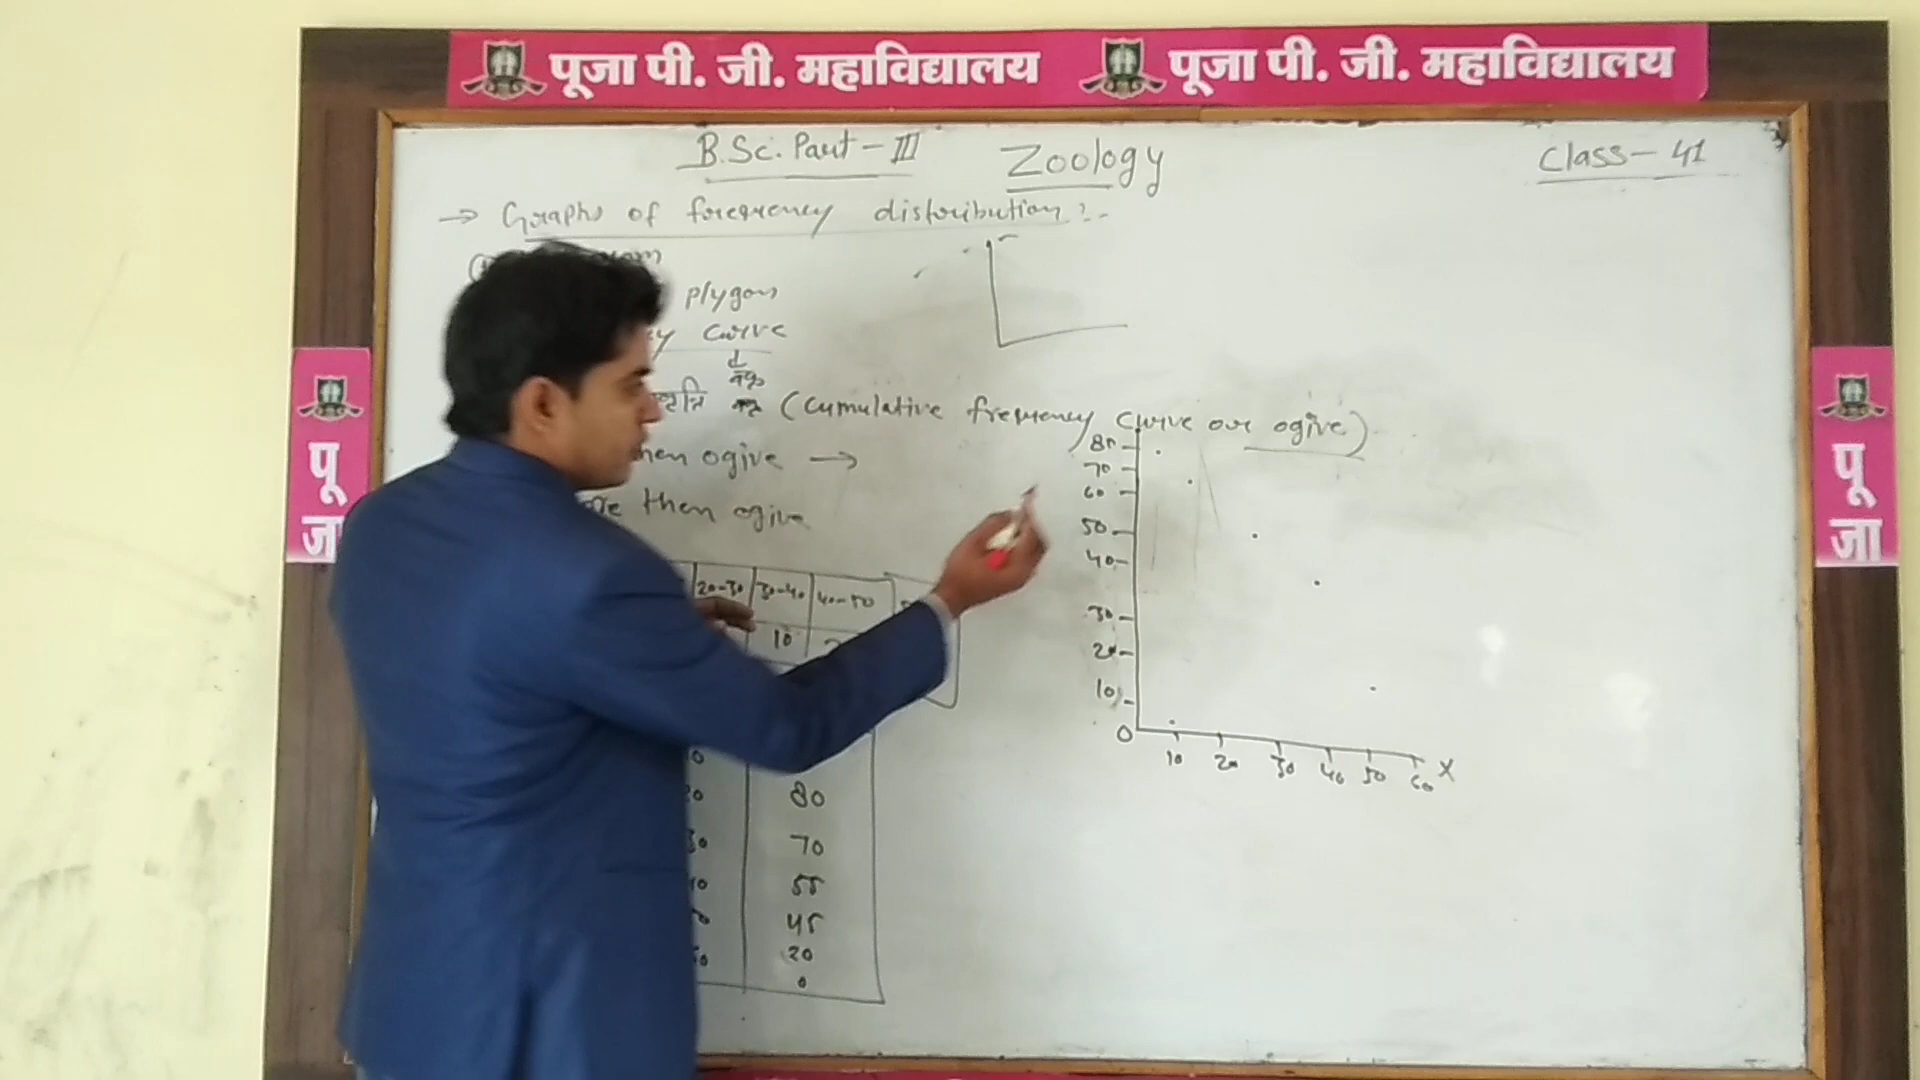 पूजा पी. जी. महाविद्यालय पूजा पी. जी. महाविद्यालय
B.Sc. Part-III Zoology Class-41
→ Graphs of frequency distribution:-
plygon
curve
(Cumulative frequency curve or ogive)
then ogive →
then ogive
20-30 30-40 40-50
10
80
70
55
45
20
0
80
70
60
50
40
30
20
10
0
10 20 30 40 50 60 X
पू
जा
पू
जा